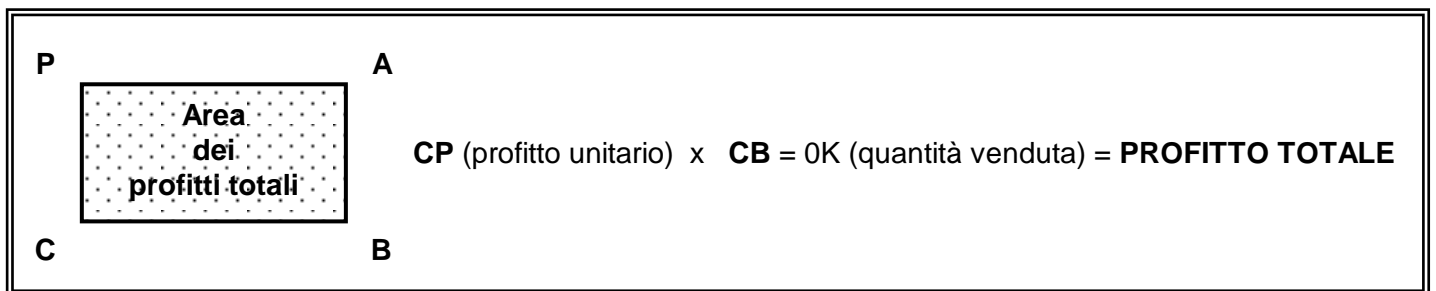 P A
Area
dei
profitti totali
CP (profitto unitario) x CB = 0K (quantità venduta) = PROFITTO TOTALE
C B